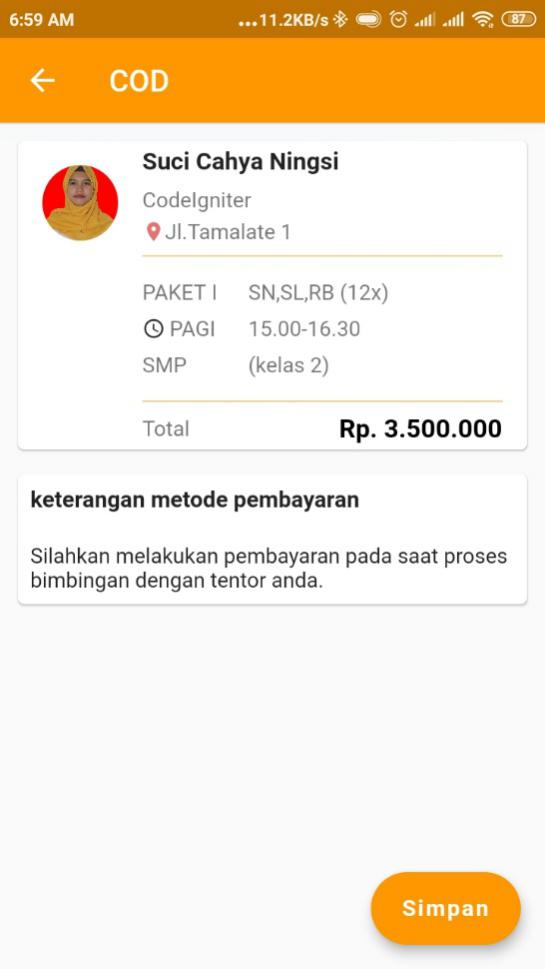 6:59 AM ...11.2KB/s 87
COD
Suci Cahya Ningsi
CodeIgniter
Jl.Tamalate 1
PAKET I SN,SL,RB (12x)
PAGI 15.00-16.30
SMP (kelas 2)
Total Rp. 3.500.000
keterangan metode pembayaran
Silahkan melakukan pembayaran pada saat proses
bimbingan dengan tentor anda.
Simpan